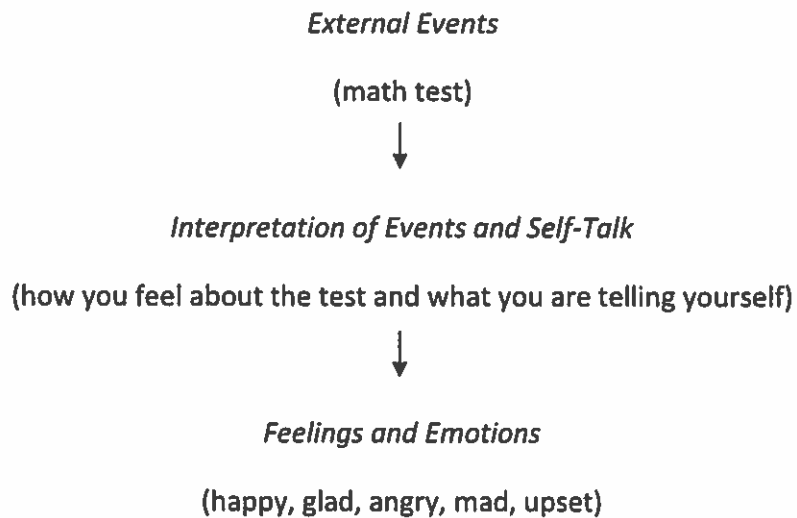 External Events
(math test)
Interpretation of Events and Self-Talk
(how you feel about the test and what you are telling yourself)
Feelings and Emotions
(happy, glad, angry, mad, upset)